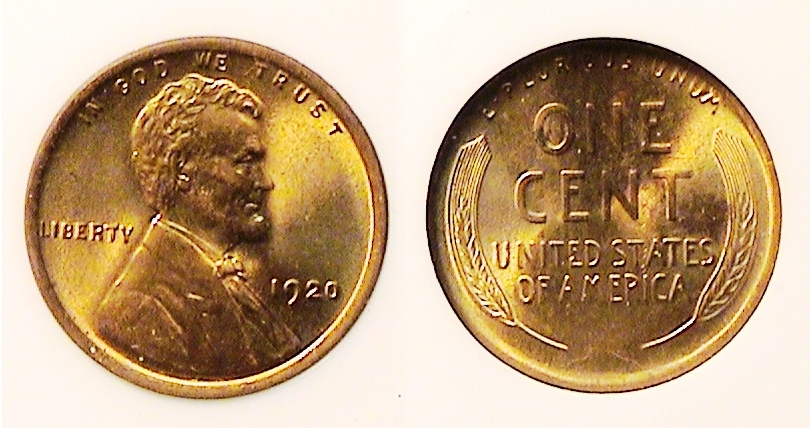 IN GOD WE TRUST
LIBERTY
1920
E·PLURIBUS·UNUM
ONE
CENT
UNITED STATES
OF AMERICA